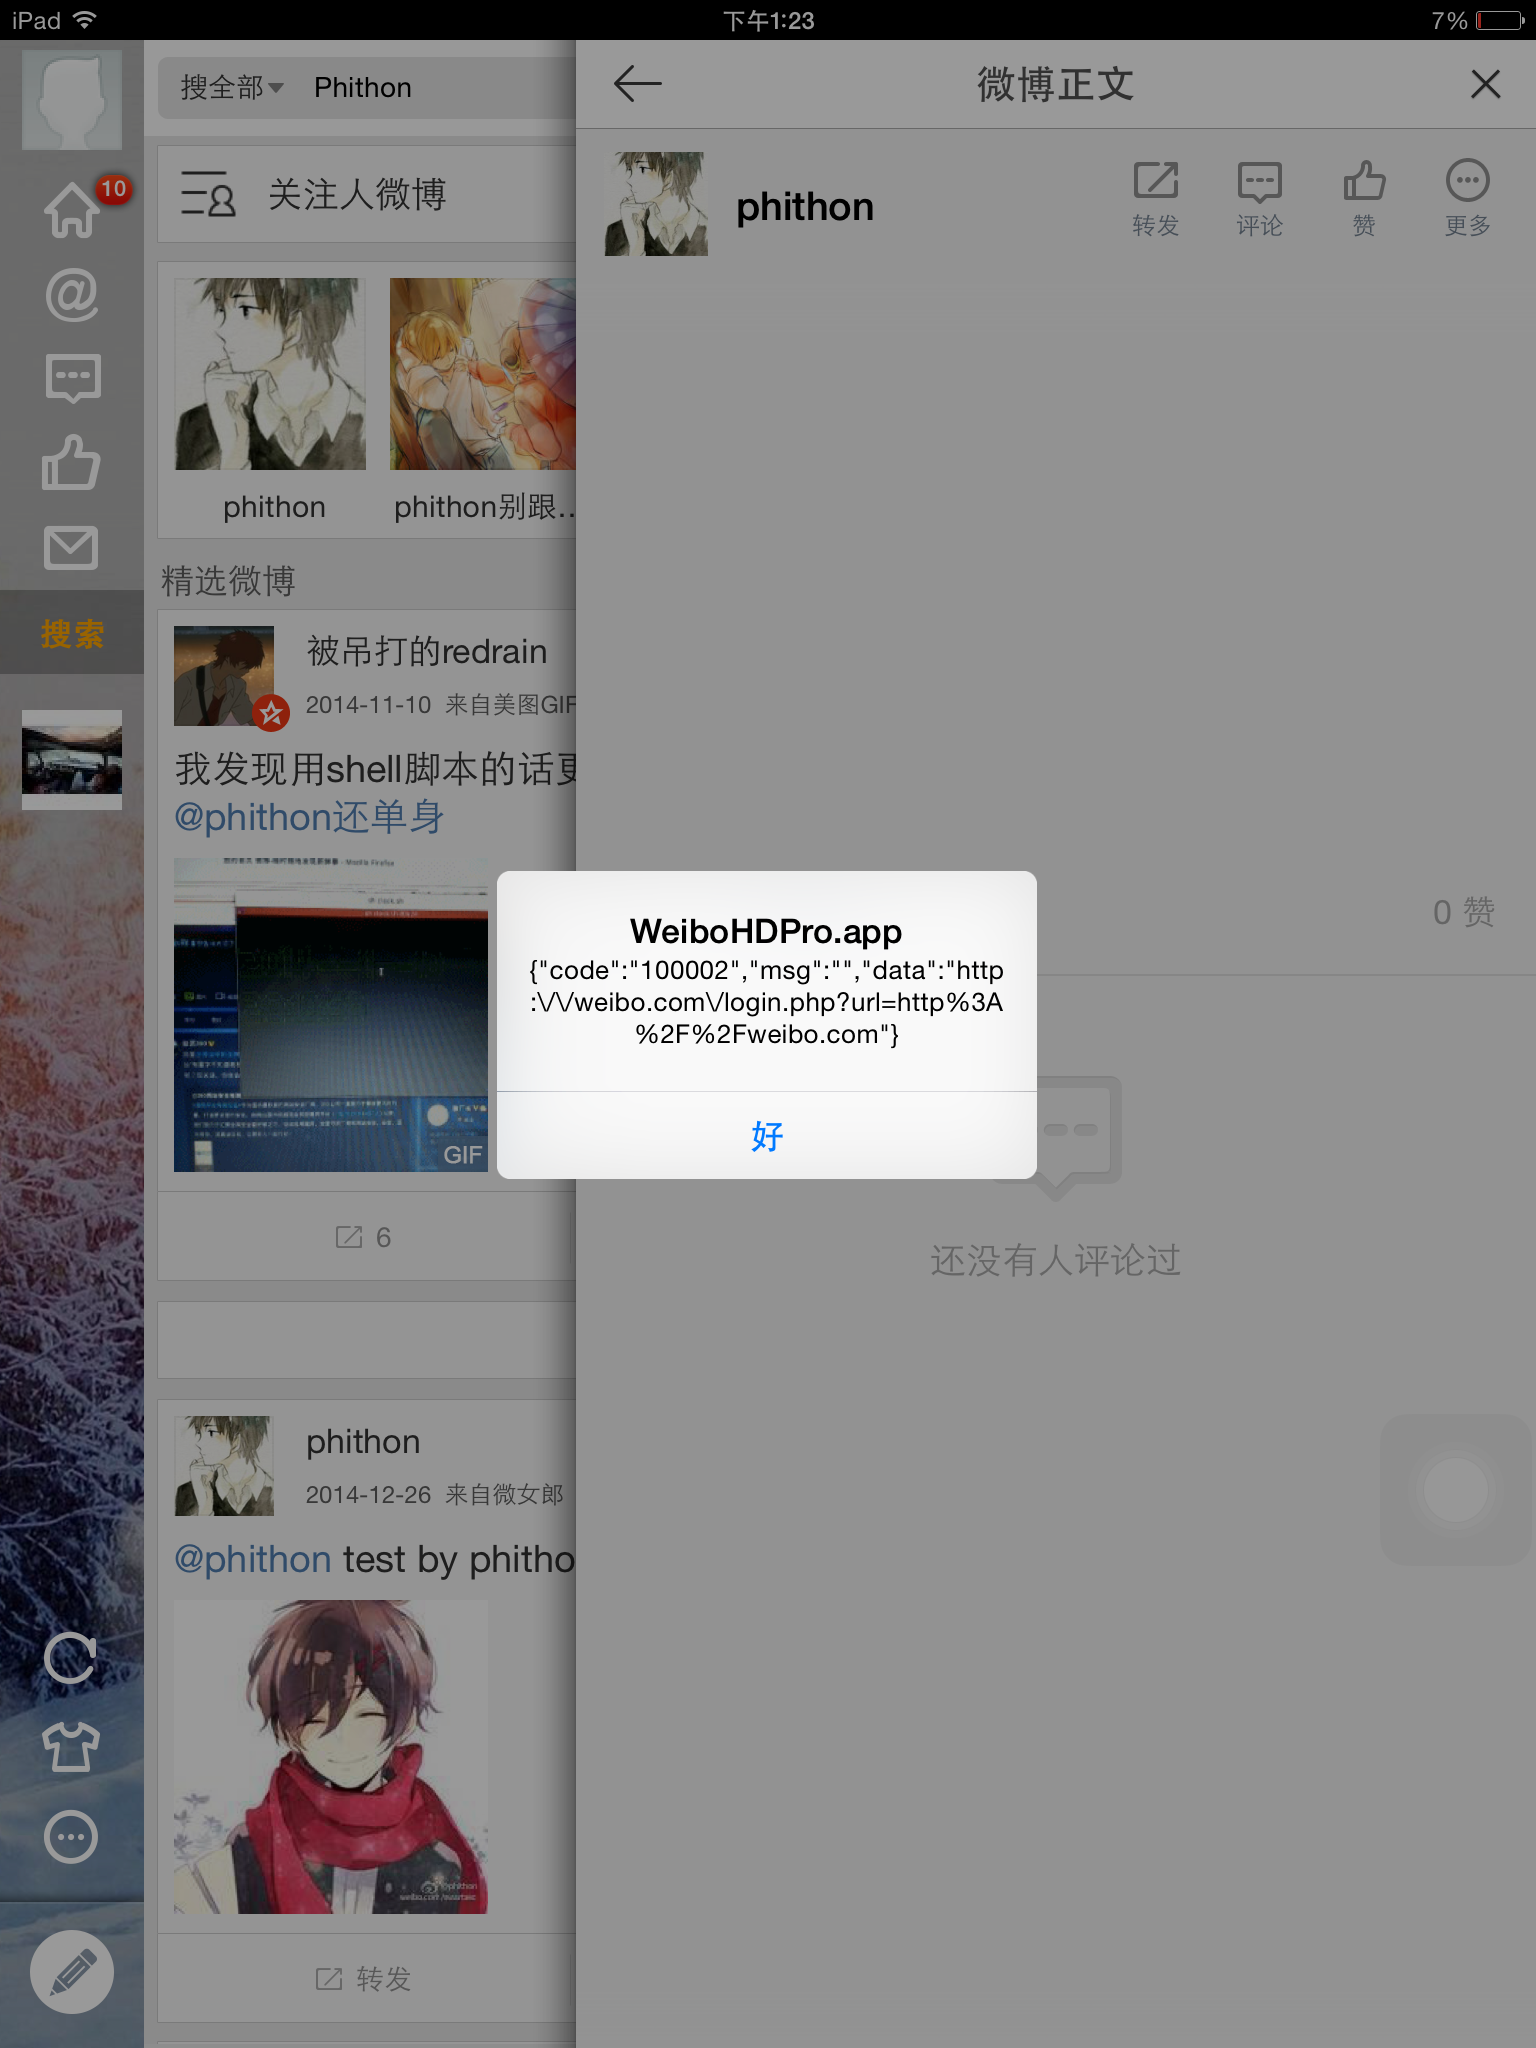 iPad
下午1:23
7%
10
搜索
搜全部
Phithon
关注人微博
phithon
phithon别跟...
精选微博
被吊打的redrain
2014-11-10 来自美图GIF
我发现用shell脚本的话
@phithon还单身
GIF
6
phithon
2014-12-26 来自微女郎
@phithon test by phitho
@phithon
转发
微博正文
phithon
转发
评论
赞
更多
0 赞
还没有人评论过
WeiboHDPro.app
{"code":"100002","msg":"","data":"http
:\/\/weibo.com\/login.php?url=http%3A
%2F%2Fweibo.com"}
好